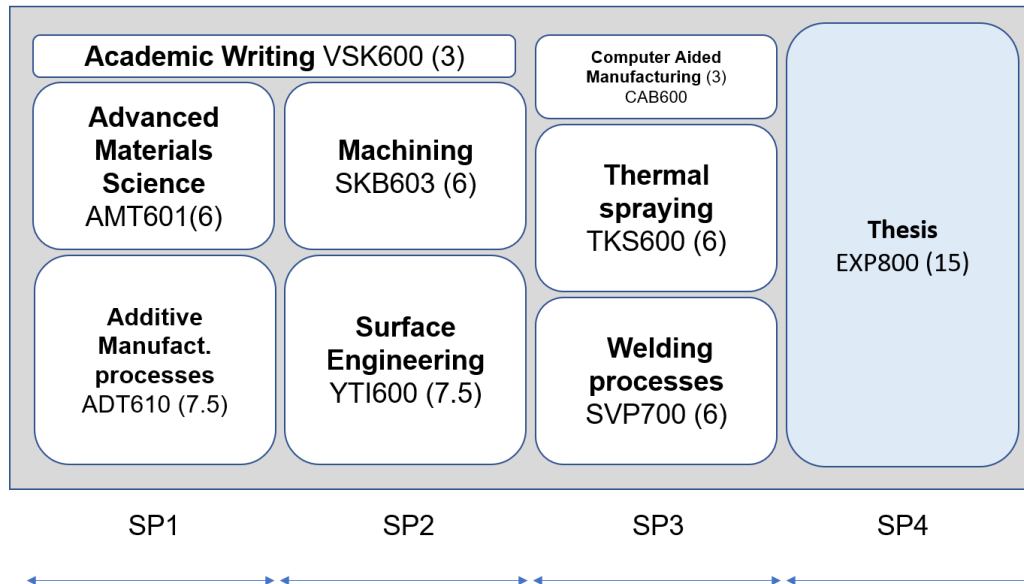 Academic Writing VSK600 (3)
Advanced
Materials
Science
AMT601(6)
Additive
Manufact.
processes
ADT610 (7.5)
Machining
SKB603 (6)
Surface
Engineering
YTI600 (7.5)
Computer Aided
Manufacturing (3)
CAB600
Thermal
spraying
TKS600 (6)
Welding
processes
SVP700 (6)
Thesis
EXP800 (15)
SP1
SP2
SP3
SP4